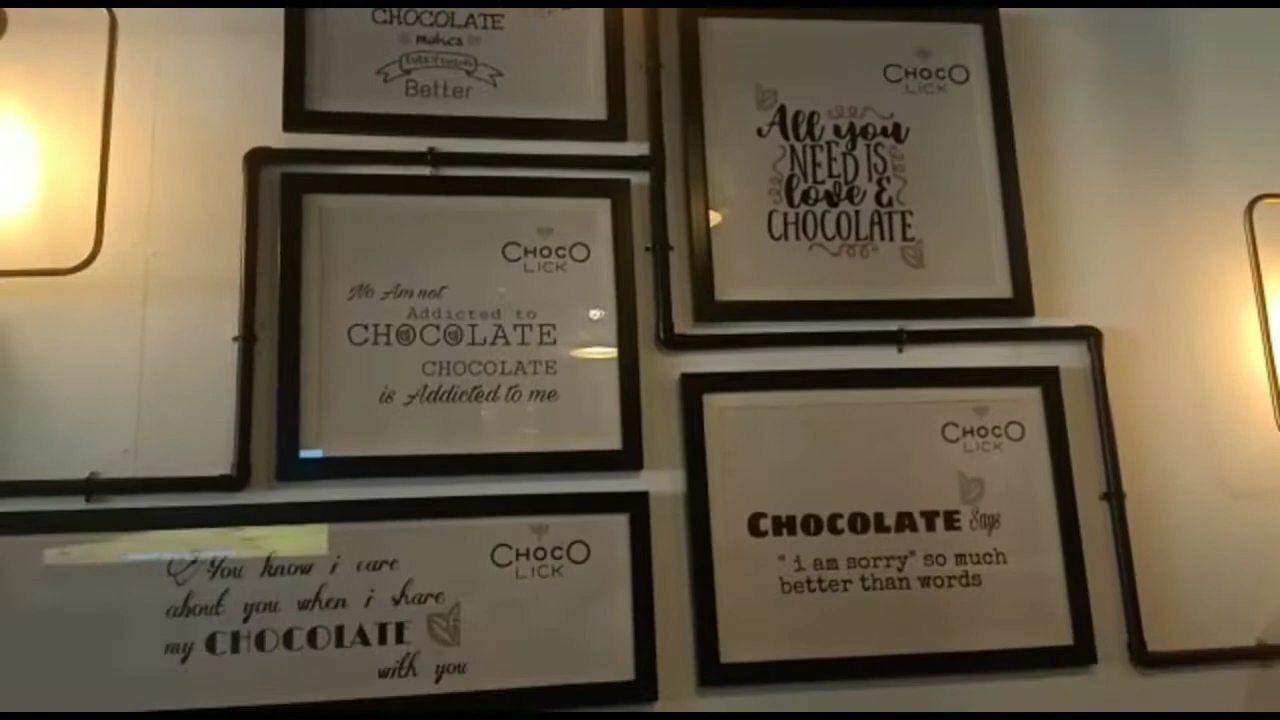 CHOCOLATE
makes
EVERYTHING
Better
CHOCO
LICK
All you
NEED IS
love &
CHOCOLATE
CHOCO
LICK
No Am not
Addicted to
CHOCOLATE
CHOCOLATE
is Addicted to me
CHOCO
LICK
CHOCOLATE Says
" i am sorry" so much
better than words
CHOCO
LICK
You know i care
about you when i share
my CHOCOLATE
with you